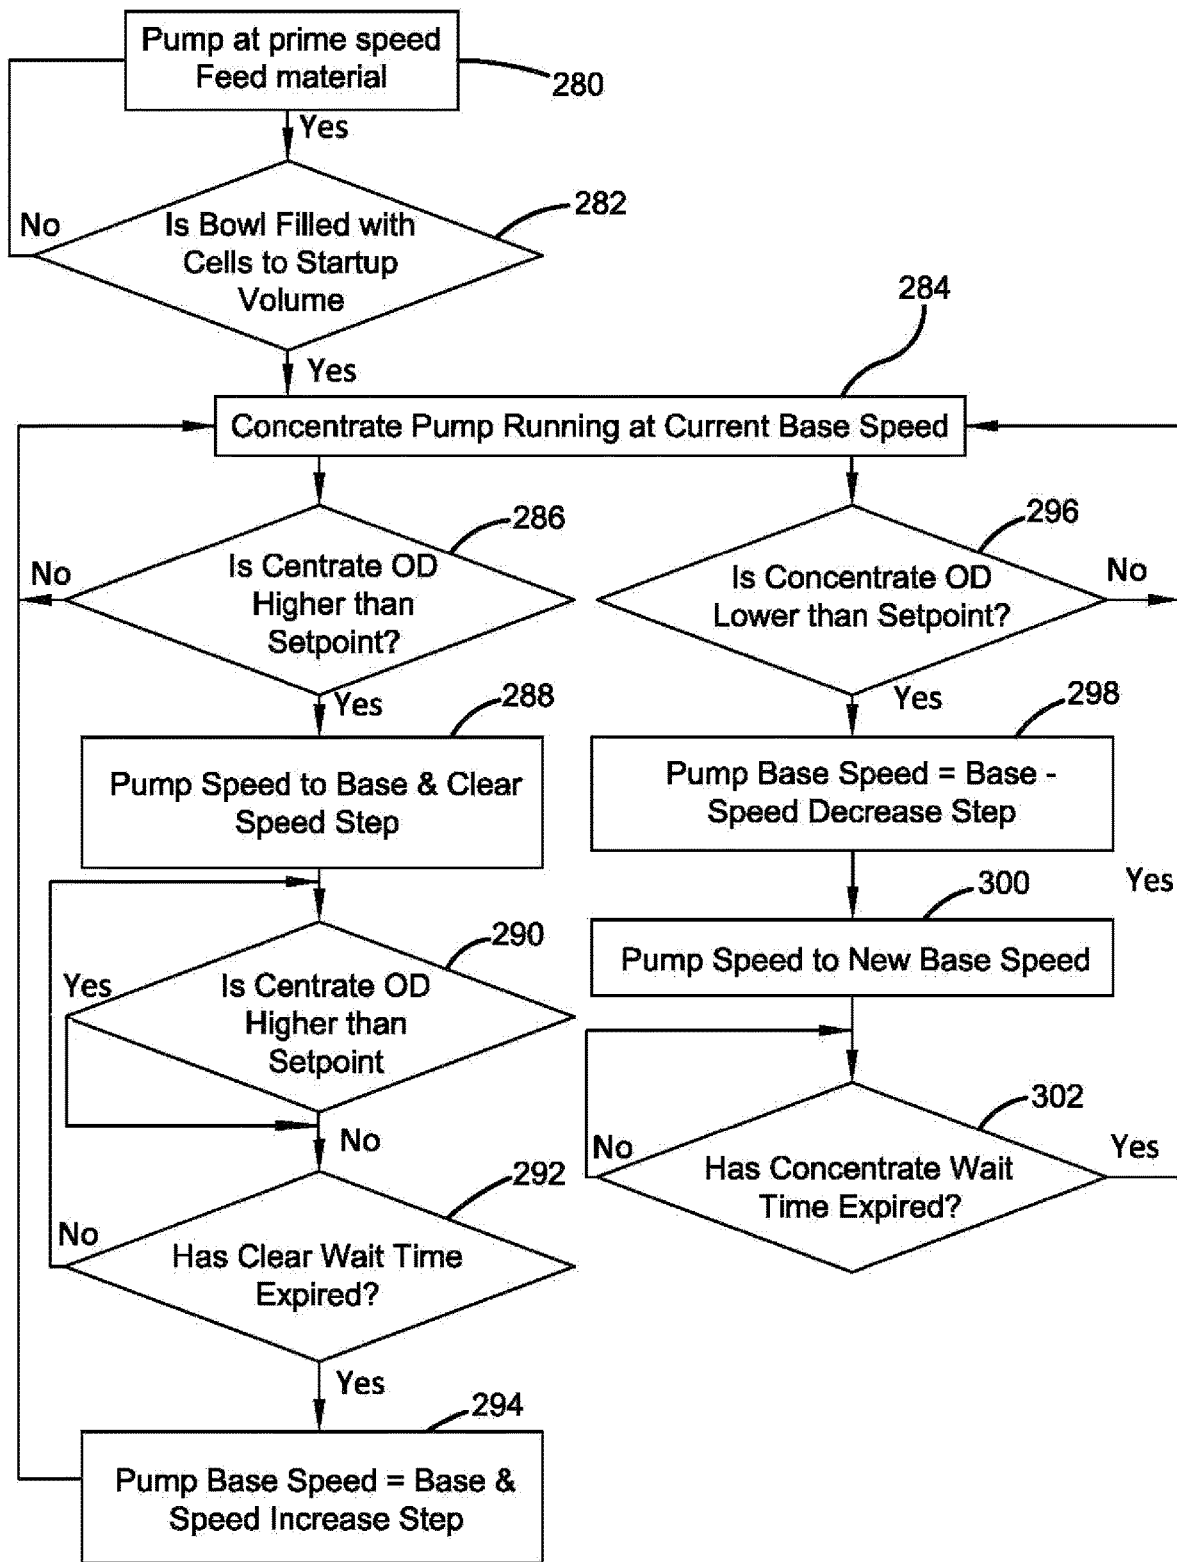 Pump at prime speed
Feed material
280
Yes
No
Is Bowl Filled with
Cells to Startup
Volume
282
Yes
284
Concentrate Pump Running at Current Base Speed
286
No
Is Centrate OD
Higher than
Setpoint?
296
Is Concentrate OD
Lower than Setpoint?
No
Yes
288
Pump Speed to Base & Clear
Speed Step
Yes
298
Pump Base Speed = Base -
Speed Decrease Step
Yes
300
Pump Speed to New Base Speed
290
Yes
Is Centrate OD
Higher than
Setpoint
No
302
No
Has Concentrate Wait
Time Expired?
Yes
292
No
Has Clear Wait Time
Expired?
Yes
294
Pump Base Speed = Base &
Speed Increase Step